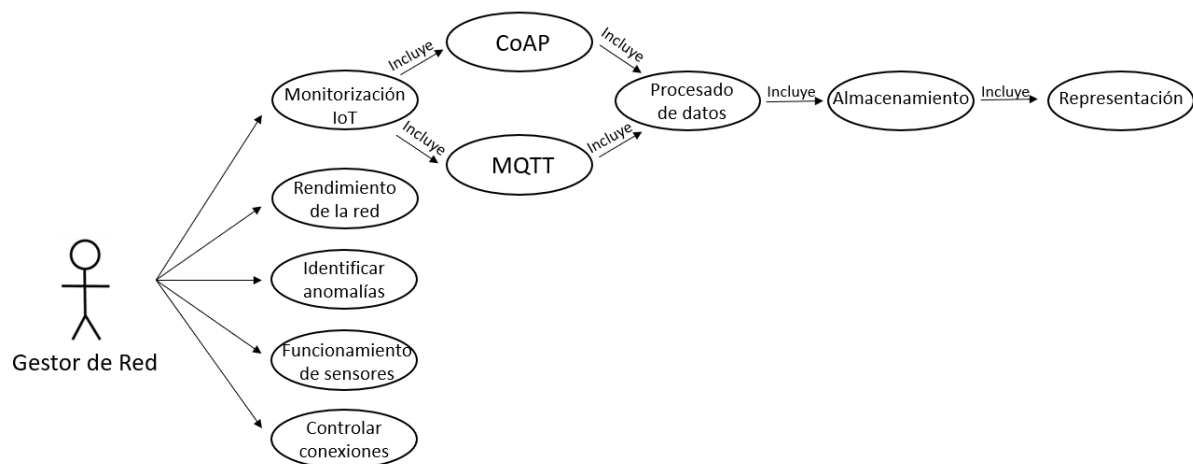 Incluye
CoAP
Incluye
Monitorización
IoT
Incluye
MQTT
Incluye
Procesado
de datos
Incluye
Almacenamiento
Incluye
Representación
Rendimiento
de la red
Identificar
anomalías
Funcionamiento
de sensores
Controlar
conexiones
Gestor de Red